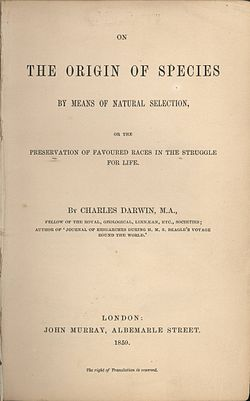 ON
THE ORIGIN OF SPECIES
BY MEANS OF NATURAL SELECTION,
OR THE
PRESERVATION OF FAVOURED RACES IN THE STRUGGLE
FOR LIFE.
BY CHARLES DARWIN, M.A.,
FELLOW OF THE ROYAL, GEOLOGICAL, LINNÆAN, ETC., SOCIETIES;
AUTHOR OF 'JOURNAL OF RESEARCHES DURING H. M. S. BEAGLE'S VOYAGE
ROUND THE WORLD.'
LONDON:
JOHN MURRAY, ALBEMARLE STREET.
1859.
The right of Translation is reserved.